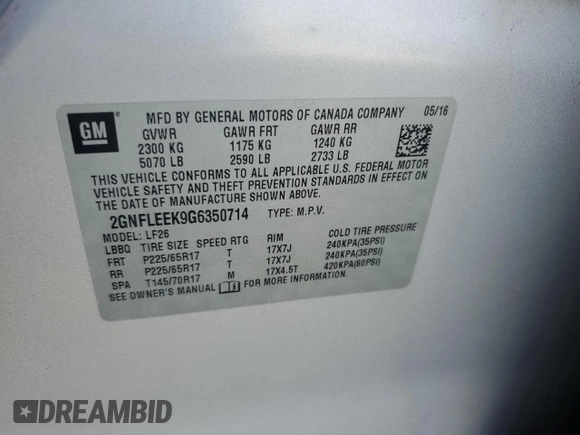 GM
MFD BY GENERAL MOTORS OF CANADA COMPANY 05/16
GVWR GAWR FRT GAWR RR
2300 KG 1175 KG 1240 KG
5070 LB 2590 LB 2733 LB
THIS VEHICLE CONFORMS TO ALL APPLICABLE U.S. FEDERAL MOTOR
VEHICLE SAFETY AND THEFT PREVENTION STANDARDS IN EFFECT ON
THE DATE OF MANUFACTURE SHOWN ABOVE.
2GNFLEEK9G6350714 TYPE: M.P.V.
MODEL: LF26
LBBQ TIRE SIZE SPEED RTG RIM COLD TIRE PRESSURE
FRT P225/65R17 T 17X7J 240KPA(35PSI)
RR P225/65R17 T 17X7J 240KPA(35PSI)
SPA T145/70R17 M 17X4.5T 420KPA(60PSI)
SEE OWNER'S MANUAL FOR MORE INFORMATION.
DREAMBID